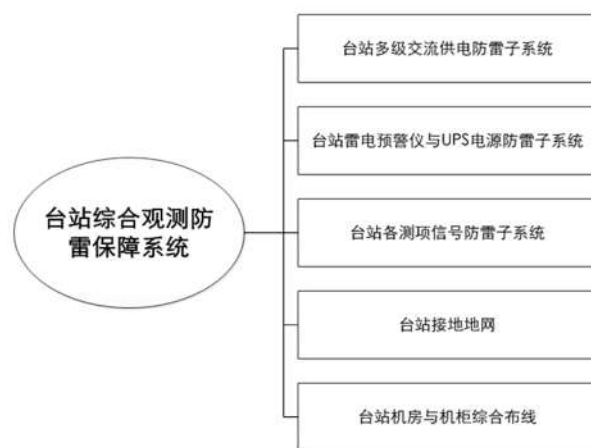 台站多级交流供电防雷子系统
台站雷电预警仪与UPS电源防雷子系统
台站综合观测防
雷保障系统
台站各测项信号防雷子系统
台站接地地网
台站机房与机柜综合布线